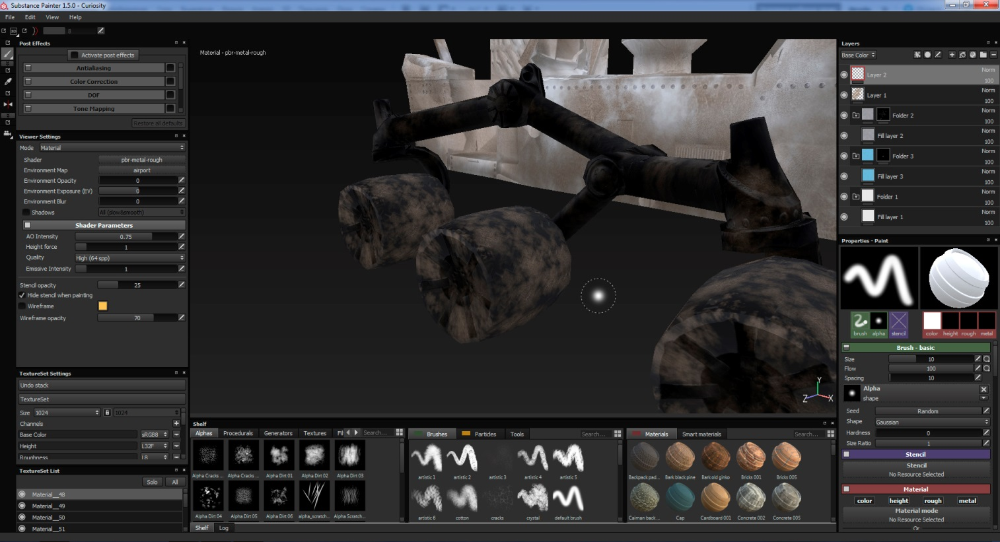 Substance Painter 1.5.0 - Curiosity
File Edit View Help
3D 8
Post Effects
Activate post effects
Antialiasing
Color Correction
DOF
Tone Mapping
Restore all defaults
Viewer Settings
Mode Material
Shader pbr-metal-rough
Environment Map airport
Environment Opacity 0
Environment Exposure (EV) 0
Environment Blur 0
Shadows All (slow&smooth)
Shader Parameters
AO Intensity 0.75
Height force 1
Quality High (64 spp)
Emissive Intensity 1
Stencil opacity 25
Hide stencil when painting
Wireframe
Wireframe opacity 70
TextureSet Settings
Undo stack
TextureSet
Size 1024 1024
Channels
Base Color sRGB8
Height L32F
Roughness L8
TextureSet List
Solo All
Material__48
Material__49
Material__50
Material__51
Material - pbr-metal-rough
Y
Z X
Shelf
Alphas Procedurals Generators Textures Fil Search...
Alpha Cracks ... Alpha Cracks ... Alpha Dirt 01 Alpha Dirt 02 Alpha Dirt 03
Alpha Dirt 04 Alpha Dirt 05 Alpha Dirt 06 alpha_scratch... Alpha Scratch...
Brushes Particles Tools Search...
artistic 1 artistic 2 artistic 3 artistic 4 artistic 5
artistic 6 cotton cracks crystal default brush
Materials Smart materials Search...
Backpack pad... Bark black pine Bark old ginko Bricks 001 Bricks 005
Caiman back ... Cap Cardboard 001 Concrete 002 Concrete 005
Shelf Log
Layers
Base Color
Layer 2 Norm 100
Layer 1 Norm 100
Folder 2 Norm 100
Fill layer 2 Norm 100
Folder 3 Norm 100
Fill layer 3 Norm 100
Folder 1 Norm 100
Fill layer 1 Norm 100
Properties - Paint
brush alpha stencil color height rough metal
Brush - basic
Size 10
Flow 100
Spacing 10
Alpha
shape
Seed Random
Shape Gaussian
Hardness 0
Size Ratio 1
Stencil
Stencil
No Resource Selected
Material
color height rough metal
Material mode
No Resource Selected
Or